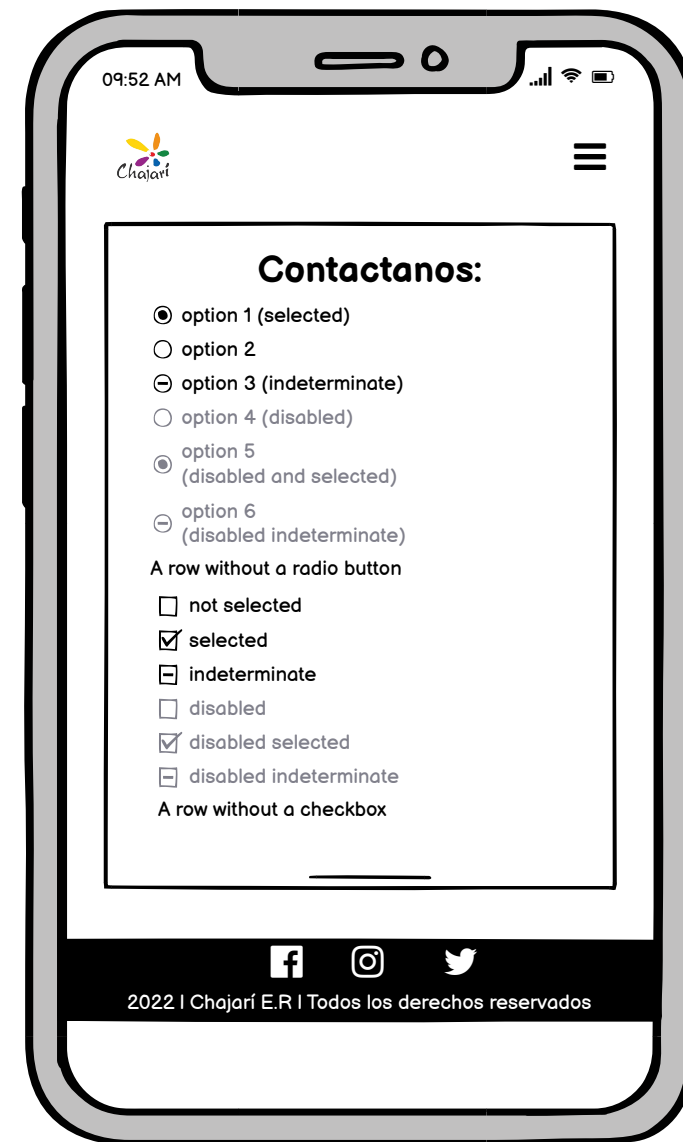 09:52 AM
Chajarí
Contactanos:
option 1 (selected)
option 2
option 3 (indeterminate)
option 4 (disabled)
option 5
(disabled and selected)
option 6
(disabled indeterminate)
A row without a radio button
not selected
selected
indeterminate
disabled
disabled selected
disabled indeterminate
A row without a checkbox
2022 | Chajarí E.R | Todos los derechos reservados